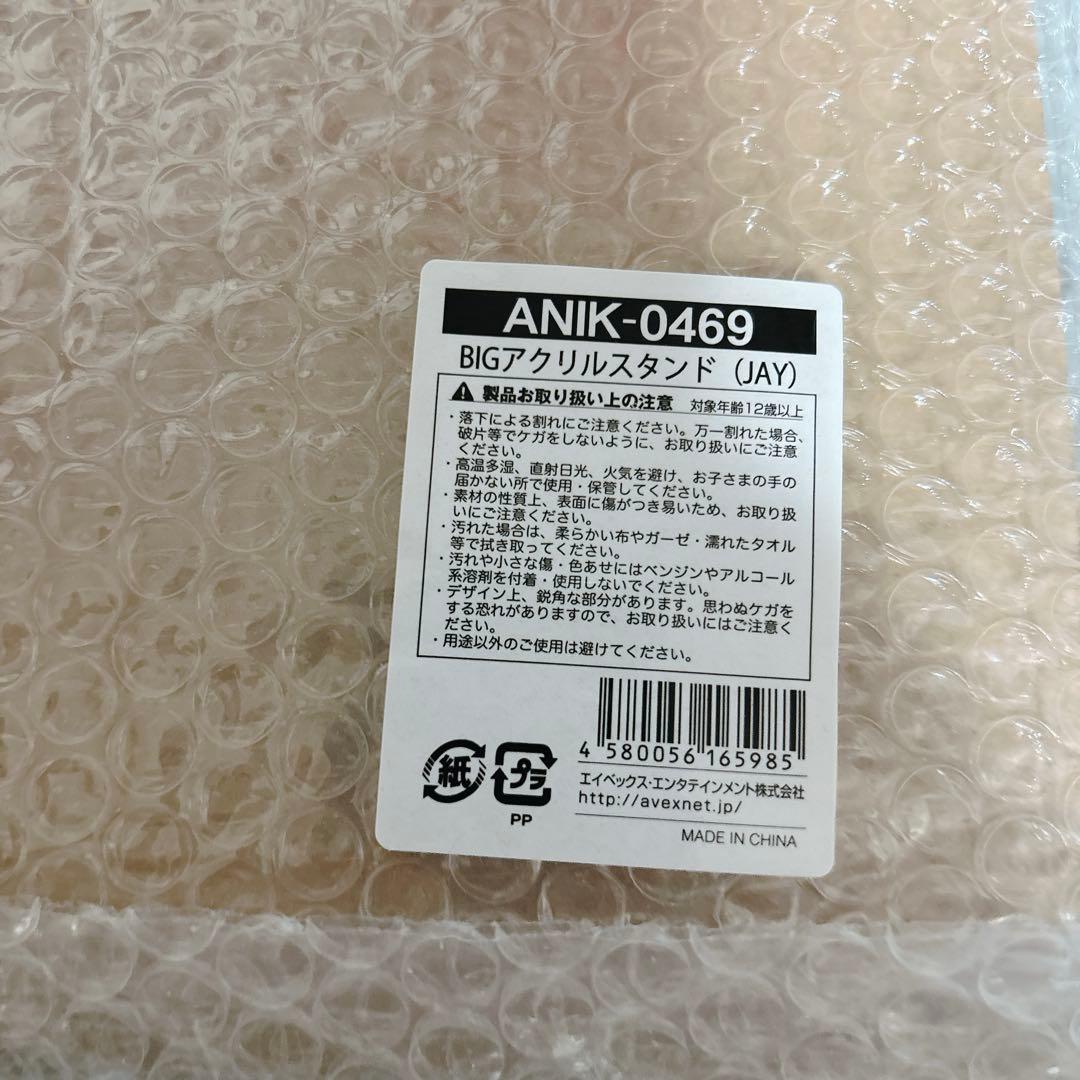 ANIK-0469
BIGアクリルスタンド（JAY）
製品お取り扱い上の注意 対象年齢12歳以上
・落下による割れにご注意ください。万一割れた場合、
破片等でケガをしないように、お取り扱いにご注意
ください。
・高温多湿、直射日光、火気を避け、お子さまの手の
届かない所で使用・保管してください。
・素材の性質上、表面に傷がつき易いため、お取り扱
いにご注意ください。
・汚れた場合は、柔らかい布やガーゼ・濡れたタオル
等で拭き取ってください。
・汚れや小さな傷・色あせにはベンジンやアルコール
系溶剤を付着・使用しないでください。
・デザイン上、鋭角な部分があります。思わぬケガを
する恐れがありますので、お取り扱いにはご注意く
ださい。
・用途以外のご使用は避けてください。
4 580056 165985
紙 プラ
PP
エイベックス・エンタテインメント株式会社
http://avexnet.jp/
MADE IN CHINA